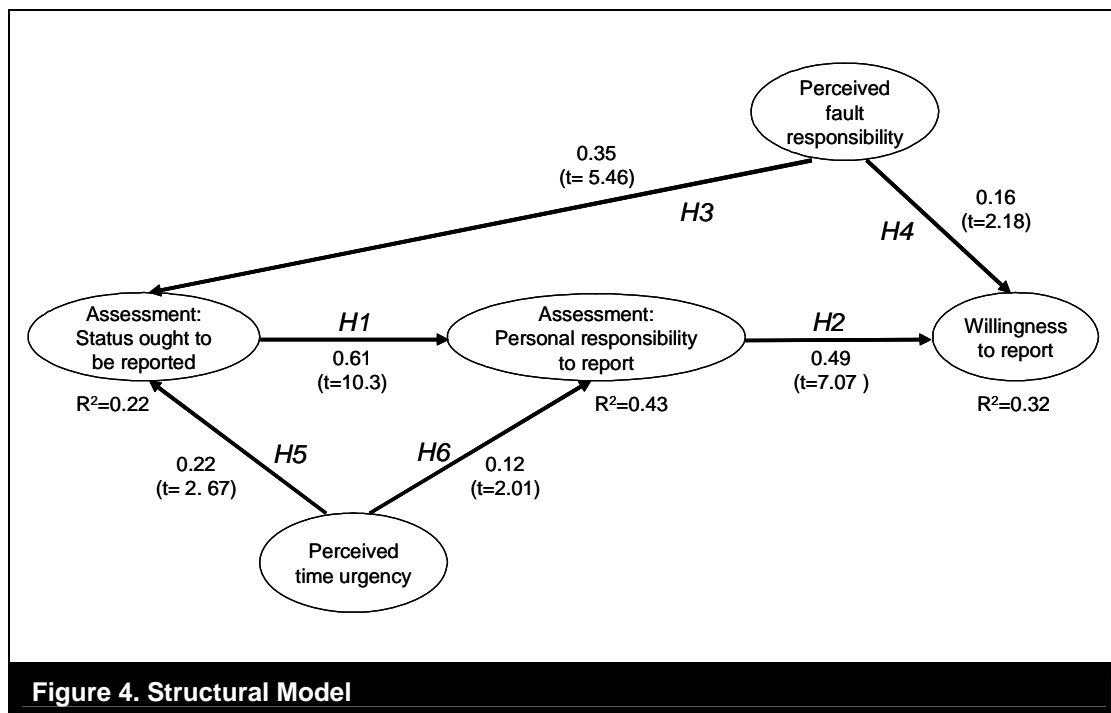 Perceived
fault
responsibility
0.35
(t= 5.46)
H3
0.16
(t=2.18)
H4
Assessment:
Status ought to
be reported
R²=0.22
H1
0.61
(t=10.3)
Assessment:
Personal responsibility
to report
R²=0.43
H2
0.49
(t=7.07 )
Willingness
to report
R²=0.32
H5
0.22
(t= 2. 67)
H6
0.12
(t=2.01)
Perceived
time urgency
Figure 4. Structural Model